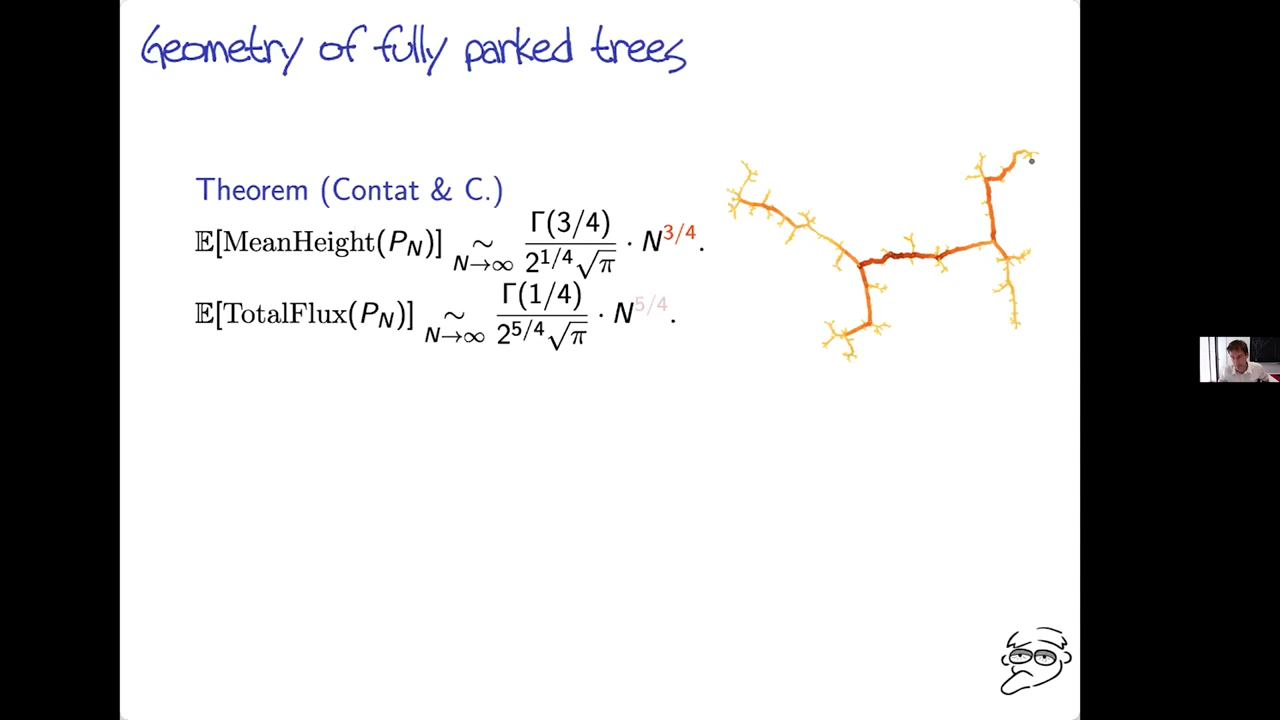 Geometry of fully parked trees
Theorem (Contat & C.)
𝔼[MeanHeight(P_N)] ∼_{N→∞} Γ(3/4) / (2^{1/4}√π) · N^{3/4}.
𝔼[TotalFlux(P_N)] ∼_{N→∞} Γ(1/4) / (2^{5/4}√π) · N^{5/4}.